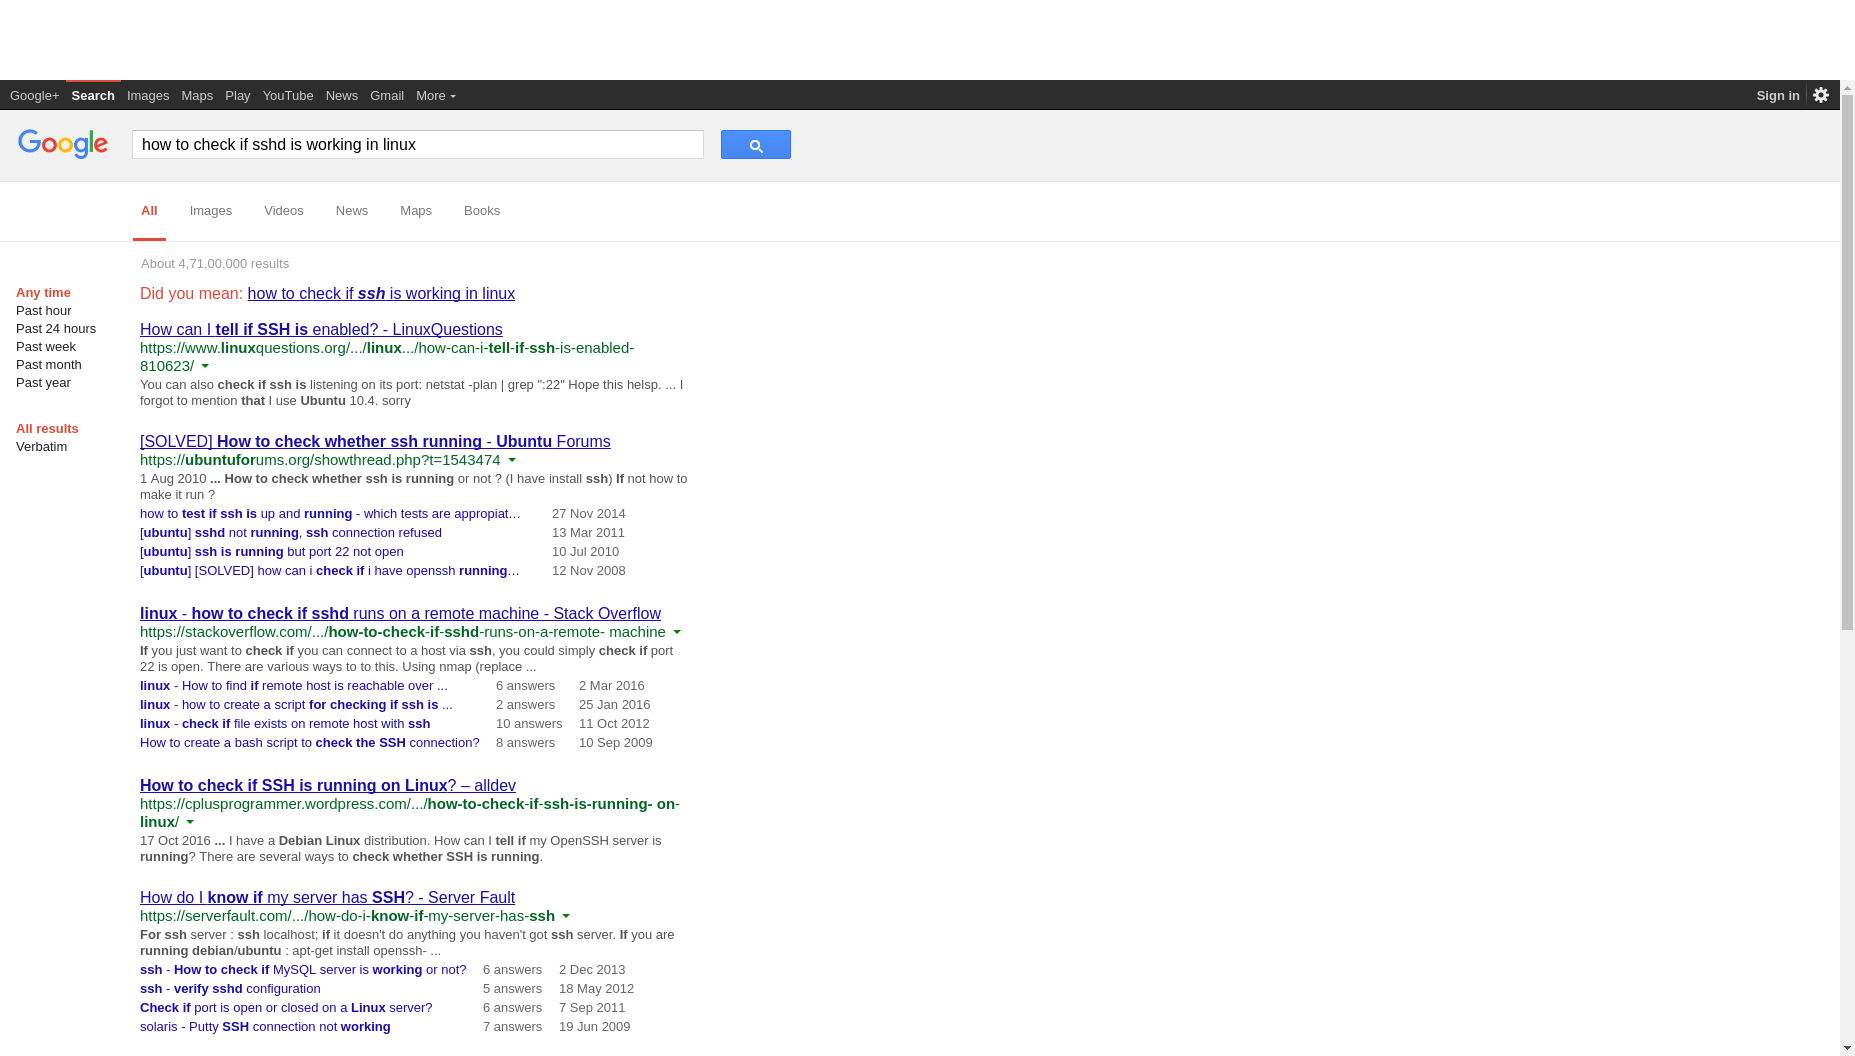 Google+ Search Images Maps Play YouTube News Gmail More Sign in
Google how to check if sshd is working in linux
All Images Videos News Maps Books
About 4,71,00,000 results
Any time
Past hour
Past 24 hours
Past week
Past month
Past year
All results
Verbatim
Did you mean: how to check if ssh is working in linux
How can I tell if SSH is enabled? - LinuxQuestions
https://www.linuxquestions.org/.../linux.../how-can-i-tell-if-ssh-is-enabled-
810623/
You can also check if ssh is listening on its port: netstat -plan | grep ":22" Hope this helsp. ... I
forgot to mention that I use Ubuntu 10.4. sorry
[SOLVED] How to check whether ssh running - Ubuntu Forums
https://ubuntuforums.org/showthread.php?t=1543474
1 Aug 2010 ... How to check whether ssh is running or not ? (I have install ssh) If not how to
make it run ?
how to test if ssh is up and running - which tests are appropiat… 27 Nov 2014
[ubuntu] sshd not running, ssh connection refused 13 Mar 2011
[ubuntu] ssh is running but port 22 not open 10 Jul 2010
[ubuntu] [SOLVED] how can i check if i have openssh running… 12 Nov 2008
linux - how to check if sshd runs on a remote machine - Stack Overflow
https://stackoverflow.com/.../how-to-check-if-sshd-runs-on-a-remote- machine
If you just want to check if you can connect to a host via ssh, you could simply check if port
22 is open. There are various ways to to this. Using nmap (replace ...
linux - How to find if remote host is reachable over ... 6 answers 2 Mar 2016
linux - how to create a script for checking if ssh is ... 2 answers 25 Jan 2016
linux - check if file exists on remote host with ssh 10 answers 11 Oct 2012
How to create a bash script to check the SSH connection? 8 answers 10 Sep 2009
How to check if SSH is running on Linux? – alldev
https://cplusprogrammer.wordpress.com/.../how-to-check-if-ssh-is-running- on-
linux/
17 Oct 2016 ... I have a Debian Linux distribution. How can I tell if my OpenSSH server is
running? There are several ways to check whether SSH is running.
How do I know if my server has SSH? - Server Fault
https://serverfault.com/.../how-do-i-know-if-my-server-has-ssh
For ssh server : ssh localhost; if it doesn't do anything you haven't got ssh server. If you are
running debian/ubuntu : apt-get install openssh- ...
ssh - How to check if MySQL server is working or not? 6 answers 2 Dec 2013
ssh - verify sshd configuration 5 answers 18 May 2012
Check if port is open or closed on a Linux server? 6 answers 7 Sep 2011
solaris - Putty SSH connection not working 7 answers 19 Jun 2009